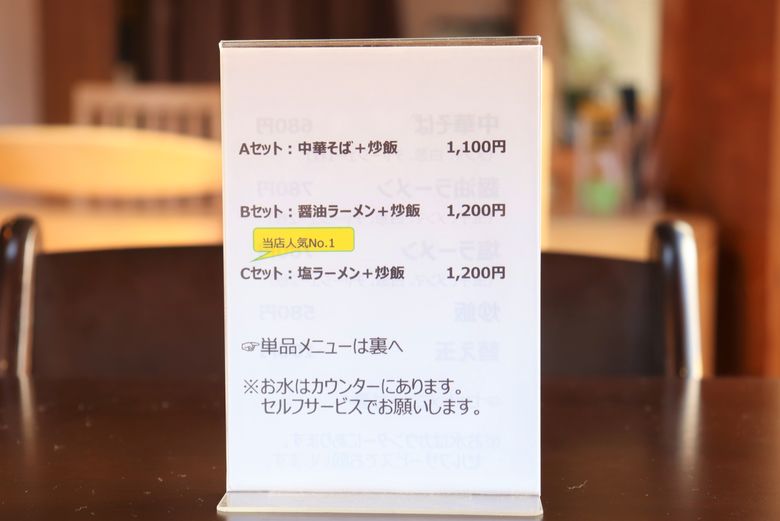 Aセット：中華そば＋炒飯 1,100円
Bセット：醤油ラーメン＋炒飯 1,200円
当店人気No.1
Cセット：塩ラーメン＋炒飯 1,200円
☞単品メニューは裏へ
※お水はカウンターにあります。
セルフサービスでお願いします。